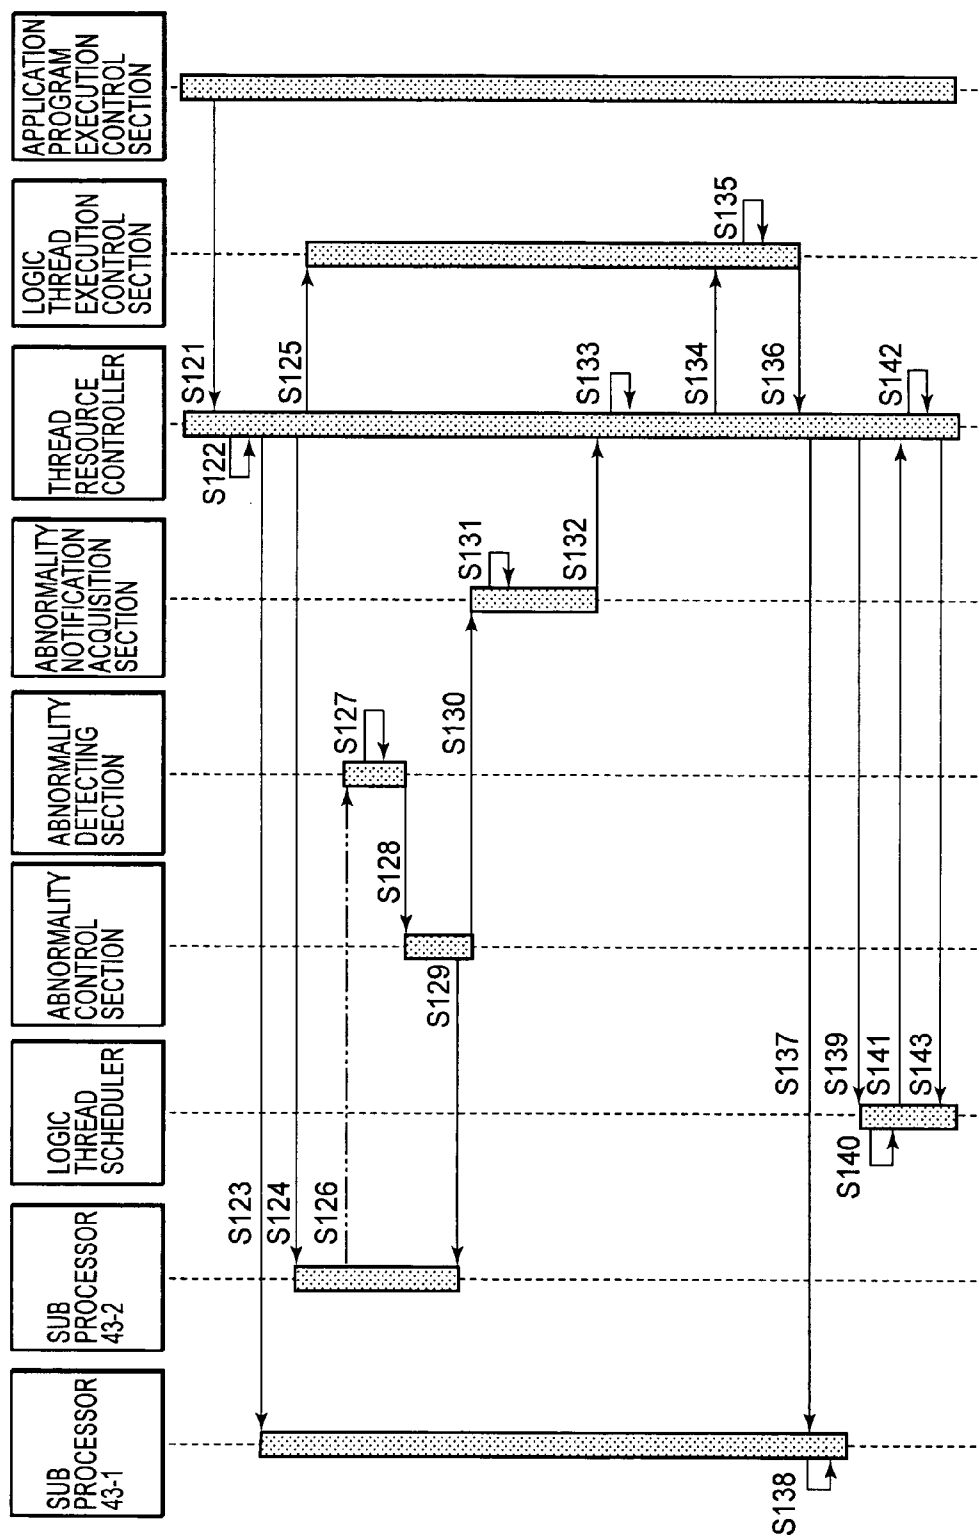 SUB
PROCESSOR
43-1
SUB
PROCESSOR
43-2
LOGIC
THREAD
SCHEDULER
ABNORMALITY
CONTROL
SECTION
ABNORMALITY
DETECTING
SECTION
ABNORMALITY
NOTIFICATION
ACQUISITION
SECTION
THREAD
RESOURCE
CONTROLLER
LOGIC
THREAD
EXECUTION
CONTROL
SECTION
APPLICATION
PROGRAM
EXECUTION
CONTROL
SECTION
S121
S122
S123
S124
S125
S126
S127
S128
S129
S130
S131
S132
S133
S134
S135
S136
S137
S138
S139
S140
S141
S142
S143